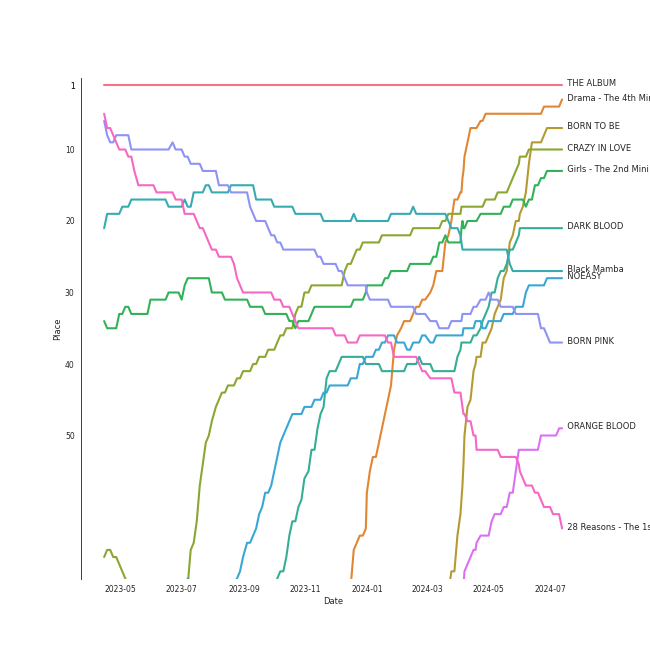 THE ALBUM
1
Drama - The 4th Mi
BORN TO BE
CRAZY IN LOVE
10
Girls - The 2nd Mini
20
DARK BLOOD
Black Mamba
NOEASY
30
Place
BORN PINK
40
ORANGE BLOOD
50
28 Reasons - The 1s
2023-05
2023-07
2023-09
2023-11
2024-01
2024-03
2024-05
2024-07
Date